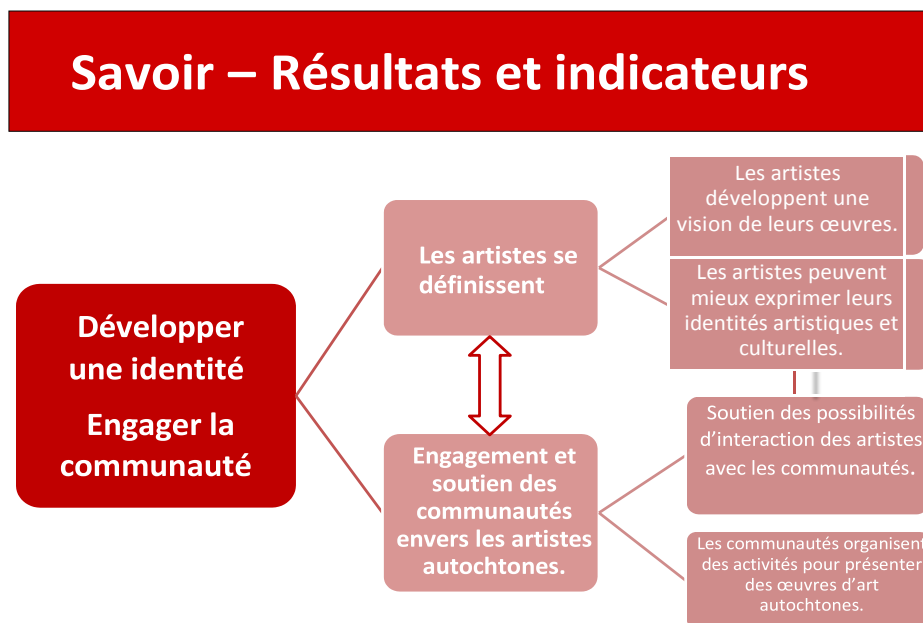 Savoir – Résultats et indicateurs
Développer
une identité
Engager la
communauté
Les artistes se
définissent
Engagement et
soutien des
communautés
envers les artistes
autochtones.
Les artistes
développent une
vision de leurs œuvres.
Les artistes peuvent
mieux exprimer leurs
identités artistiques et
culturelles.
Soutien des possibilités
d’interaction des artistes
avec les communautés.
Les communautés organisent
des activités pour présenter
des œuvres d’art
autochtones.